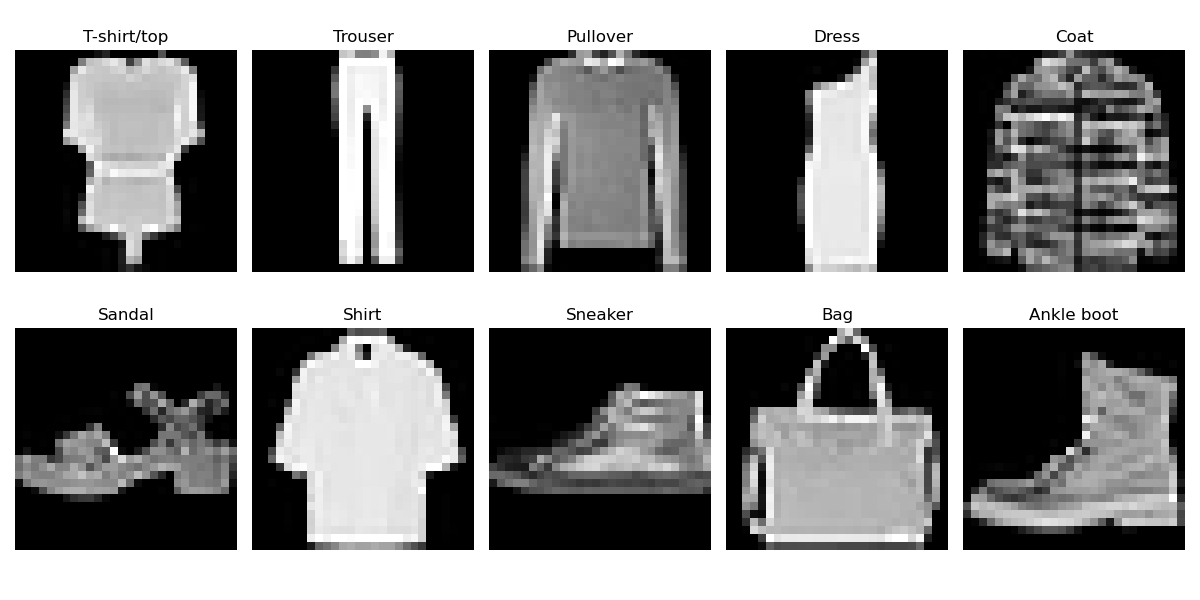 T-shirt/top
Trouser
Pullover
Dress
Coat
Sandal
Shirt
Sneaker
Bag
Ankle boot